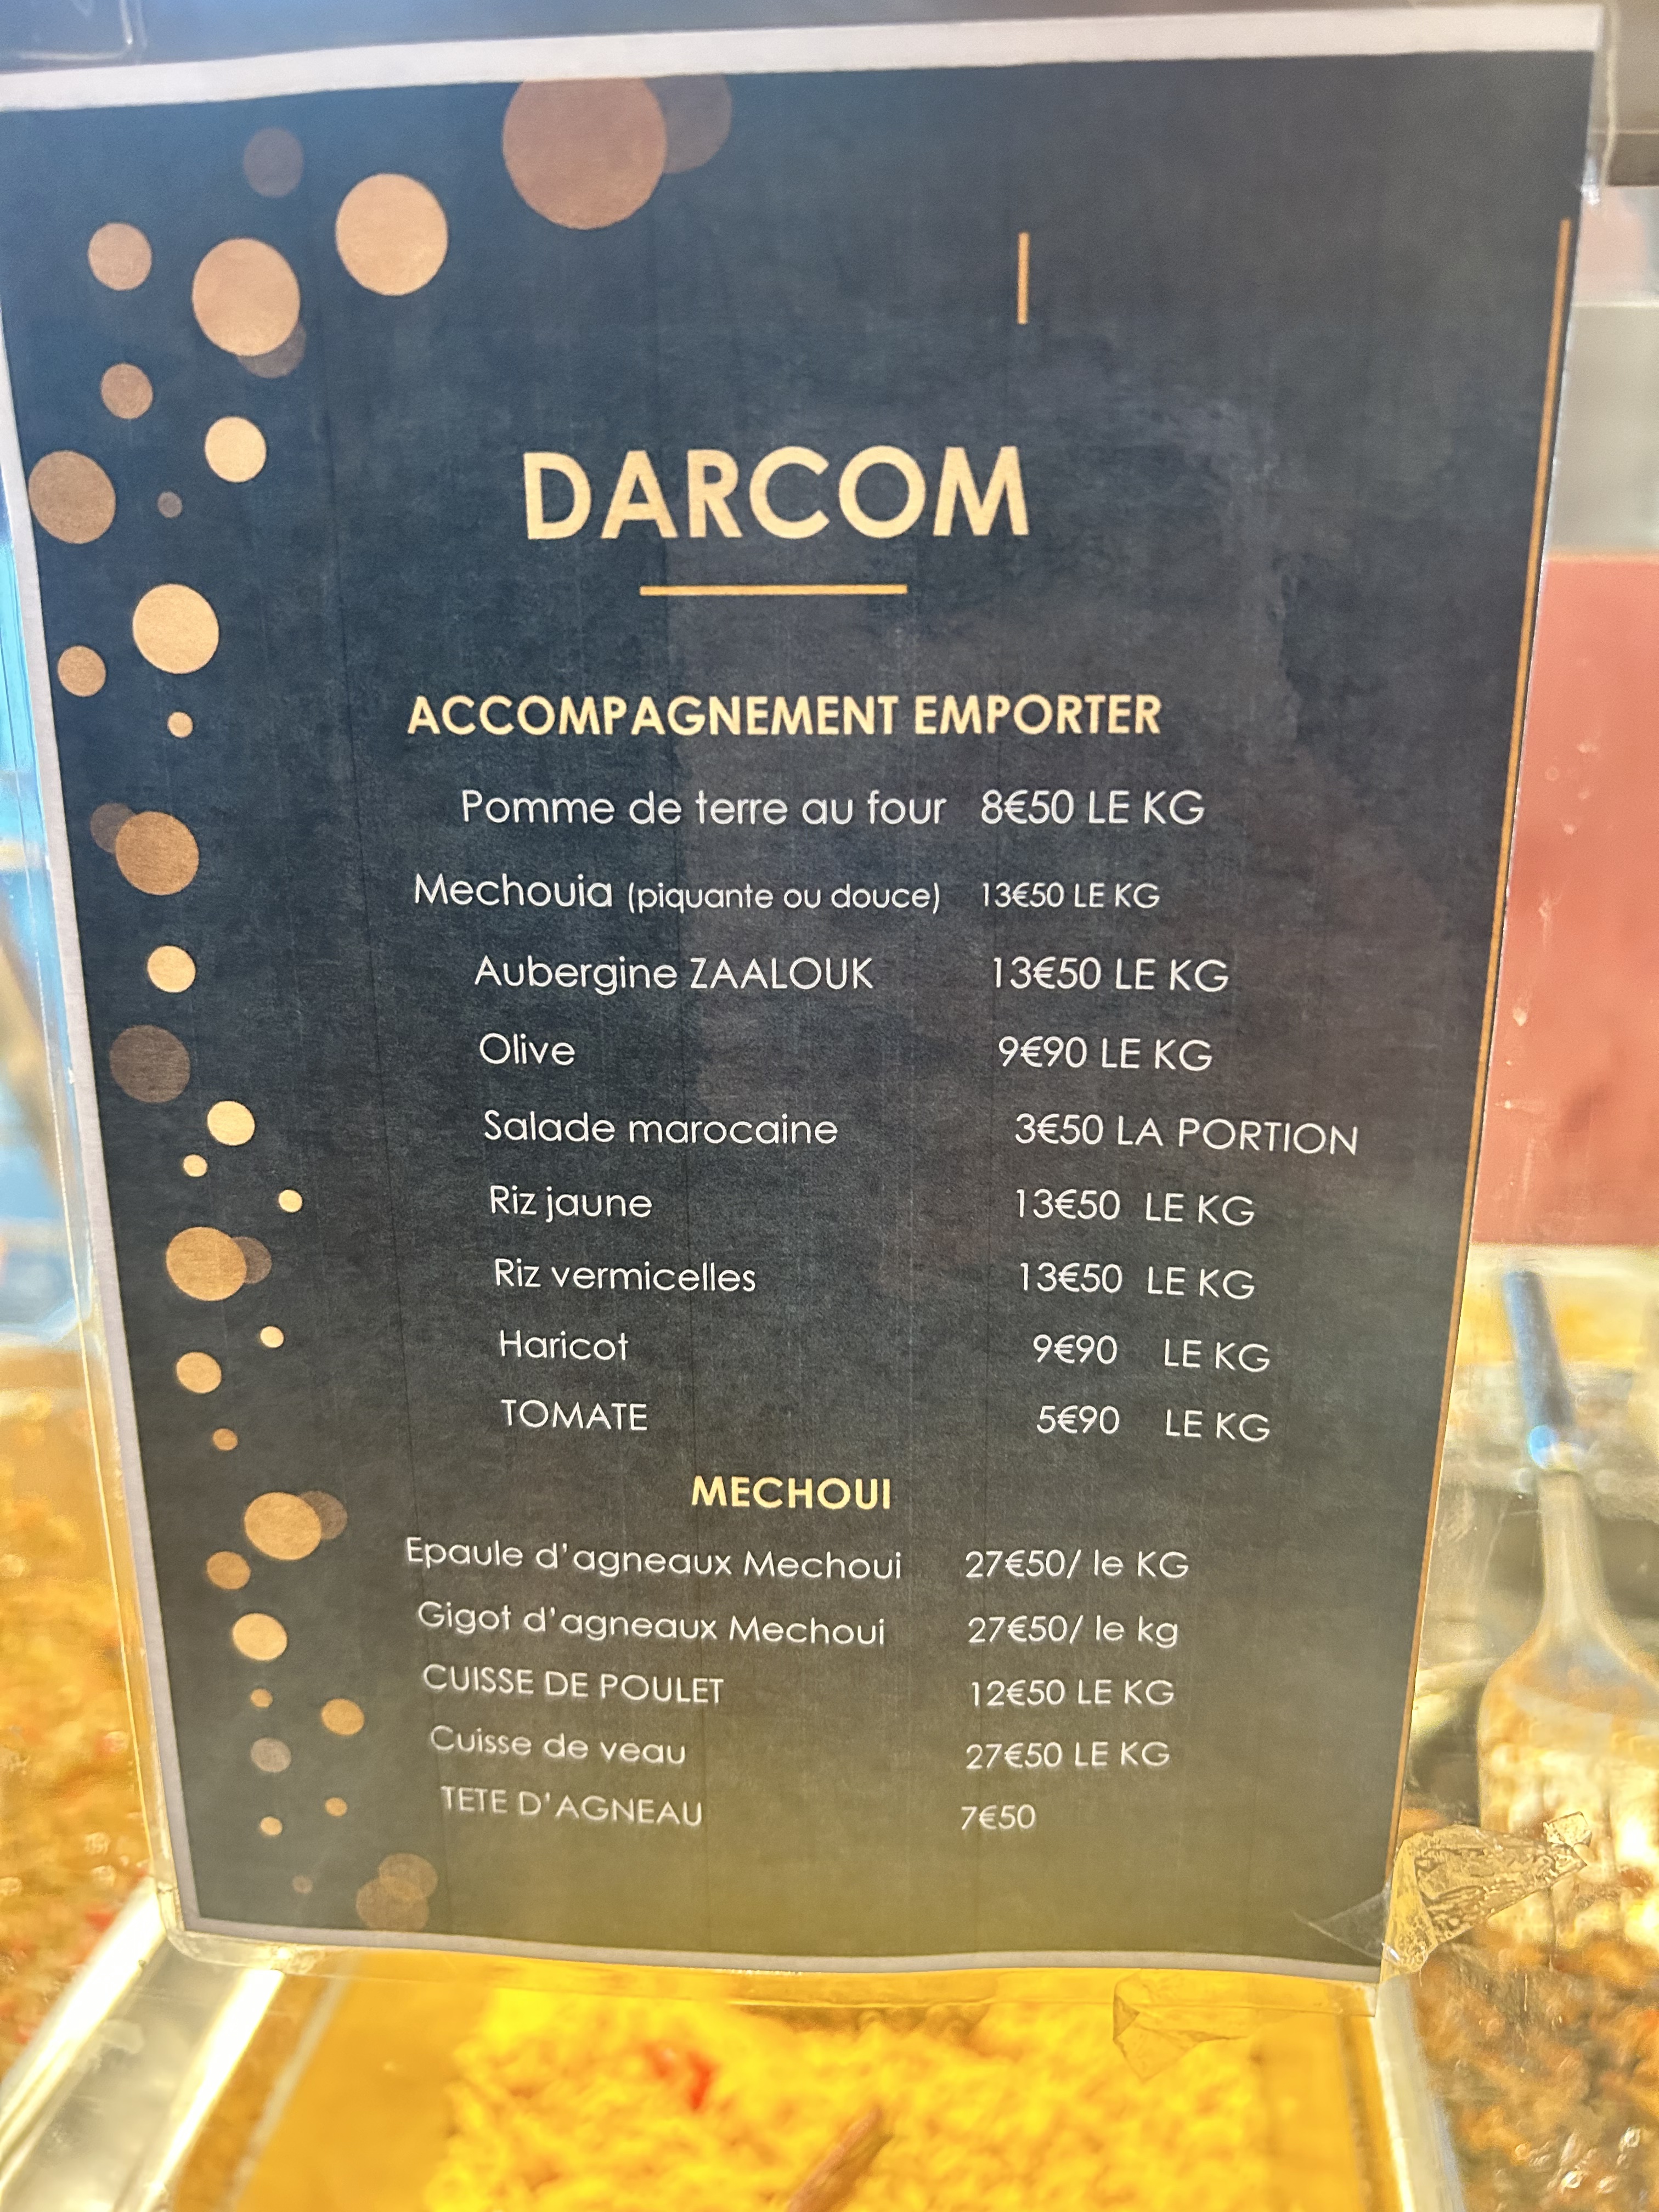 DARCOM
ACCOMPAGNEMENT EMPORTER
Pomme de terre au four 8€50 LE KG
Mechouia (piquante ou douce) 13€50 LE KG
Aubergine ZAALOUK 13€50 LE KG
Olive 9€90 LE KG
Salade marocaine 3€50 LA PORTION
Riz jaune 13€50 LE KG
Riz vermicelles 13€50 LE KG
Haricot 9€90 LE KG
TOMATE 5€90 LE KG
MECHOUI
Epaule d'agneaux Mechoui 27€50/ le KG
Gigot d'agneaux Mechoui 27€50/ le kg
CUISSE DE POULET 12€50 LE KG
Cuisse de veau 27€50 LE KG
TETE D'AGNEAU 7€50